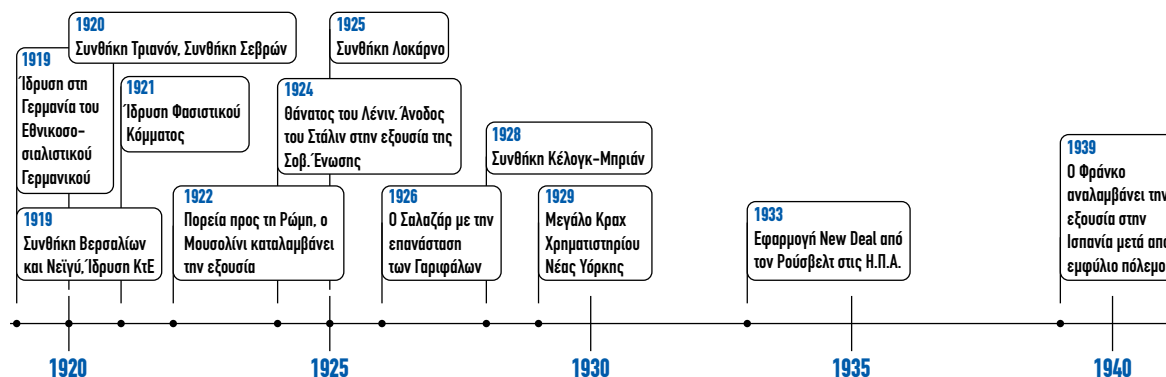 1920
Συνθήκη Τριανόν, Συνθήκη Σεβρών
1925
Συνθήκη Λοκάρνο
1919
Ίδρυση στη
Γερμανία του
Εθνικοσο-
σιαλιστικού
Γερμανικού
1921
Ίδρυση Φασιστικού
Κόμματος
1924
Θάνατος του Λένιν. Άνοδος
του Στάλιν στην εξουσία της
Σοβ. Ένωσης
1928
Συνθήκη Κέλογκ-Μπριάν
1939
Ο Φράνκο
αναλαμβάνει την
εξουσία στην
Ισπανία μετά από
εμφύλιο πόλεμο
1919
Συνθήκη Βερσαλίων
και Νεϊγύ, Ίδρυση ΚτΕ
1922
Πορεία προς τη Ρώμη, ο
Μουσολίνι καταλαμβάνει
την εξουσία
1926
Ο Σαλαζάρ με την
επανάσταση
των Γαριφάλων
1929
Μεγάλο Κραχ
Χρηματιστηρίου
Νέας Υόρκης
1933
Εφαρμογή New Deal από
τον Ρούσβελτ στις Η.Π.Α.
1920
1925
1930
1935
1940